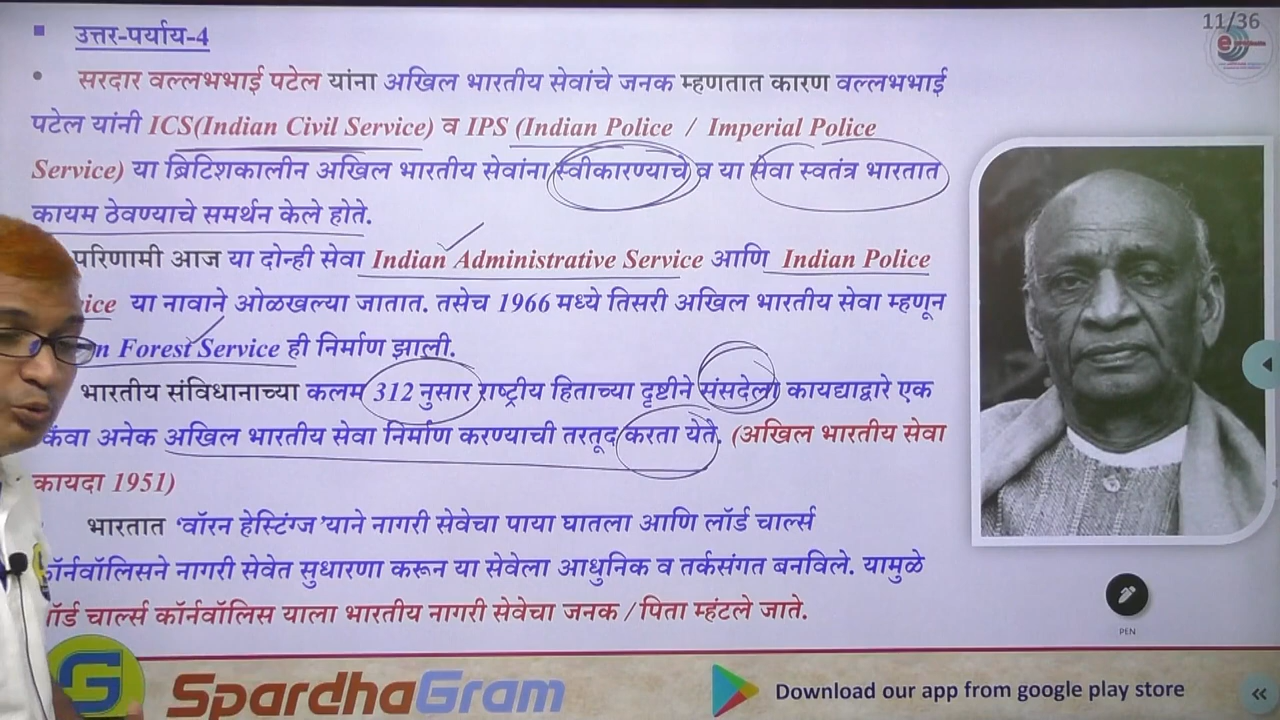 11/36
उत्तर-पर्याय-4
सरदार वल्लभभाई पटेल यांना अखिल भारतीय सेवांचे जनक म्हणतात कारण वल्लभभाई
पटेल यांनी ICS(Indian Civil Service) व IPS (Indian Police / Imperial Police
Service) या ब्रिटिशकालीन अखिल भारतीय सेवांना स्वीकारण्याचे व या सेवा स्वतंत्र भारतात
कायम ठेवण्याचे समर्थन केले होते.
परिणामी आज या दोन्ही सेवा Indian Administrative Service आणि Indian Police
ice या नावाने ओळखल्या जातात. तसेच 1966 मध्ये तिसरी अखिल भारतीय सेवा म्हणून
n Forest Service ही निर्माण झाली.
भारतीय संविधानाच्या कलम 312 नुसार राष्ट्रीय हिताच्या दृष्टीने संसदेला कायद्याद्वारे एक
किंवा अनेक अखिल भारतीय सेवा निर्माण करण्याची तरतूद करता येते. (अखिल भारतीय सेवा
कायदा 1951)
भारतात ‘वॉरन हेस्टिंग्ज’याने नागरी सेवेचा पाया घातला आणि लॉर्ड चार्ल्स
कॉर्नवॉलिसने नागरी सेवेत सुधारणा करून या सेवेला आधुनिक व तर्कसंगत बनविले. यामुळे
लॉर्ड चार्ल्स कॉर्नवॉलिस याला भारतीय नागरी सेवेचा जनक / पिता म्हंटले जाते.
PEN
G SpardhaGram
Download our app from google play store